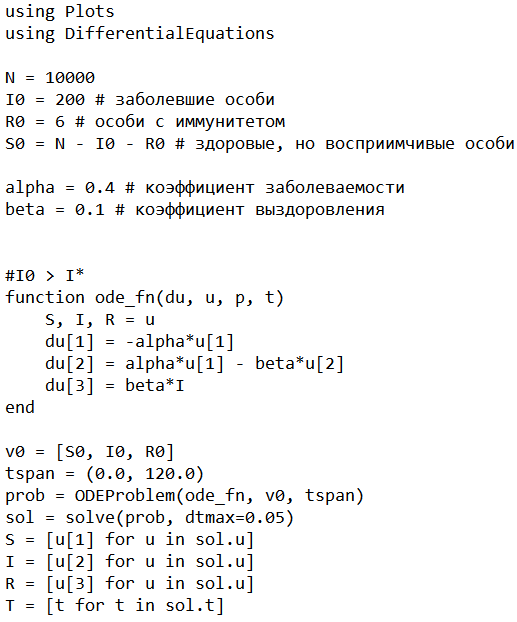 using Plots
using DifferentialEquations

N = 10000
I0 = 200 # заболевшие особи
R0 = 6 # особи с иммунитетом
S0 = N - I0 - R0 # здоровые, но восприимчивые особи

alpha = 0.4 # коэффициент заболеваемости
beta = 0.1 # коэффициент выздоровления


#I0 > I*
function ode_fn(du, u, p, t)
    S, I, R = u
    du[1] = -alpha*u[1]
    du[2] = alpha*u[1] - beta*u[2]
    du[3] = beta*I
end

v0 = [S0, I0, R0]
tspan = (0.0, 120.0)
prob = ODEProblem(ode_fn, v0, tspan)
sol = solve(prob, dtmax=0.05)
S = [u[1] for u in sol.u]
I = [u[2] for u in sol.u]
R = [u[3] for u in sol.u]
T = [t for t in sol.t]